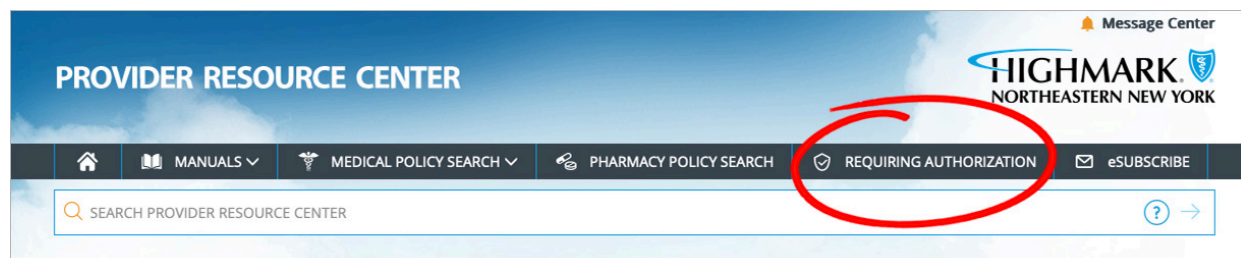 Message Center
PROVIDER RESOURCE CENTER
HIGHMARK
NORTHEASTERN NEW YORK
MANUALS
MEDICAL POLICY SEARCH
PHARMACY POLICY SEARCH
REQUIRING AUTHORIZATION
eSUBSCRIBE
SEARCH PROVIDER RESOURCE CENTER
?